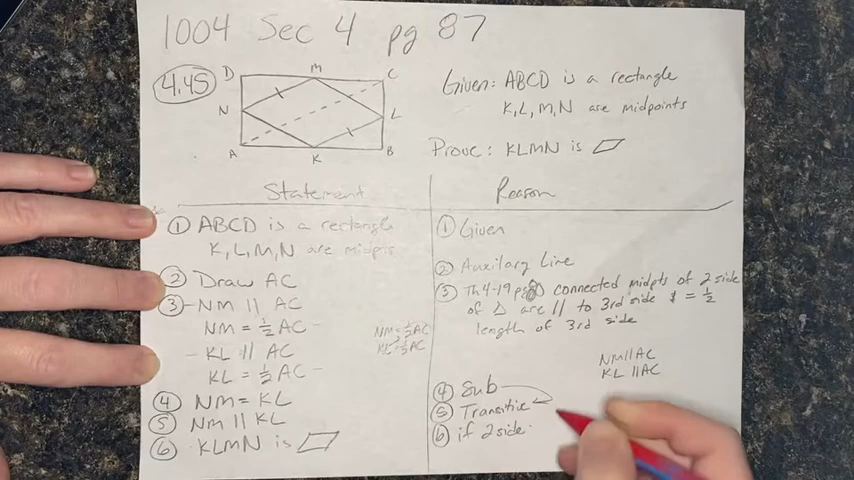 1004 Sec 4 pg 87
4.45
D M C
N L
A K B
Given: ABCD is a rectangle
K, L, M, N are midpoints
Prove: KLMN is ▱
Statement Reason
① ABCD is a rectangle
K, L, M, N are midpts
② Draw AC
③ NM || AC
NM = 1/2 AC
KL || AC
KL = 1/2 AC
NM = 1/2 AC
KL = 1/2 AC
④ NM = KL
⑤ NM || KL
⑥ KLMN is ▱
① Given
② Auxilary Line
③ Th 4-19 connected midpts of 2 side
of △ are || to 3rd side & = 1/2
length of 3rd side
NM || AC
KL || AC
④ Sub
⑤ Transitive
⑥ if 2 side